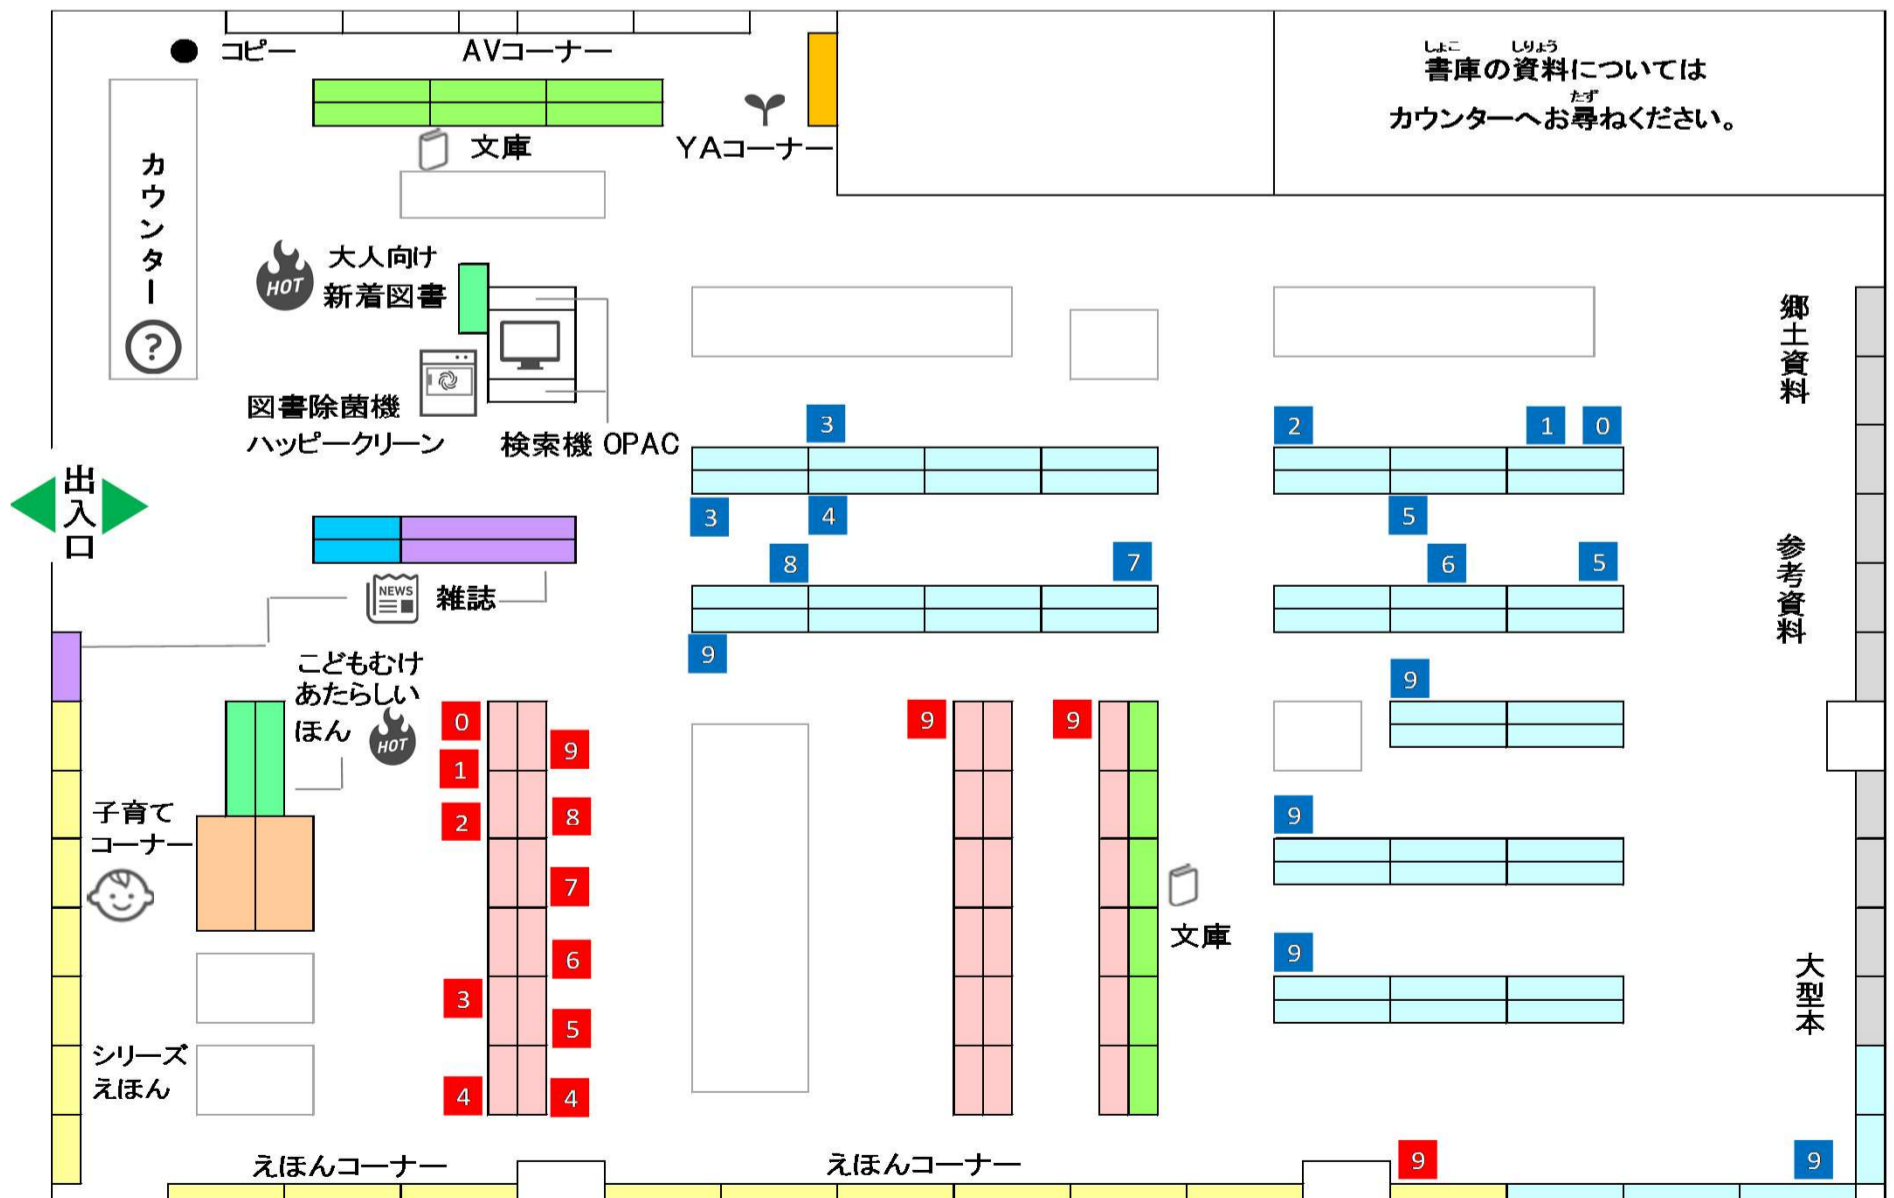 コピー
AVコーナー
しょこ しりょう
書庫の資料については
たず
カウンターへお尋ねください。
文庫
YAコーナー
カウンター
?
HOT
大人向け
新着図書
図書除菌機
ハッピークリーン
検索機 OPAC
郷土資料
3
2
1
0
出入口
3
4
5
8
7
6
5
NEWS
雑誌
参考資料
9
9
こどもむけ
あたらしい
ほん
HOT
0
1
2
9
8
7
6
5
4
3
4
9
9
子育て
コーナー
9
文庫
9
大型本
シリーズ
えほん
えほんコーナー
えほんコーナー
9
9